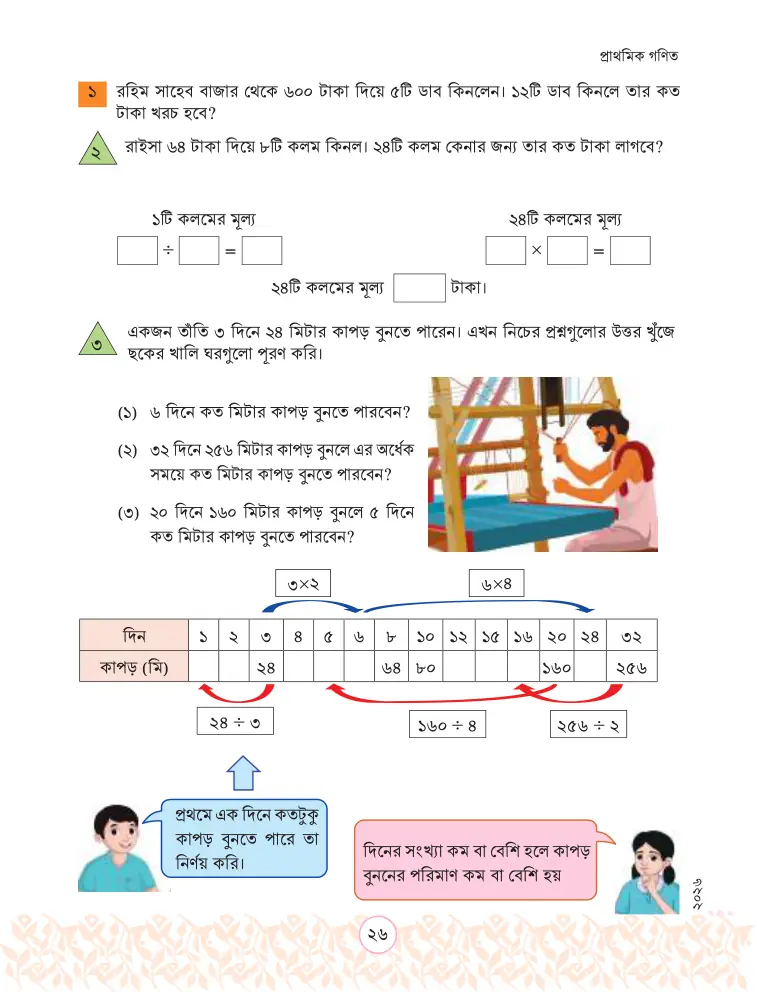 প্রাথমিক গণিত
১ রহিম সাহেব বাজার থেকে ৬০০ টাকা দিয়ে ৫টি ডাব কিনলেন। ১২টি ডাব কিনলে তার কত
টাকা খরচ হবে?
২ রাইসা ৬৪ টাকা দিয়ে ৮টি কলম কিনল। ২৪টি কলম কেনার জন্য তার কত টাকা লাগবে?
১টি কলমের মূল্য ২৪টি কলমের মূল্য
÷ = × =
২৪টি কলমের মূল্য টাকা।
৩ একজন তাঁতি ৩ দিনে ২৪ মিটার কাপড় বুনতে পারেন। এখন নিচের প্রশ্নগুলোর উত্তর খুঁজে
ছকের খালি ঘরগুলো পূরণ করি।
(১) ৬ দিনে কত মিটার কাপড় বুনতে পারবেন?
(২) ৩২ দিনে ২৫৬ মিটার কাপড় বুনলে এর অর্ধেক
সময়ে কত মিটার কাপড় বুনতে পারবেন?
(৩) ২০ দিনে ১৬০ মিটার কাপড় বুনলে ৫ দিনে
কত মিটার কাপড় বুনতে পারবেন?
৩×২ ৬×৪
দিন ১ ২ ৩ ৪ ৫ ৬ ৮ ১০ ১২ ১৫ ১৬ ২০ ২৪ ৩২
কাপড় (মি) ২৪ ৬৪ ৮০ ১৬০ ২৫৬
২৪ ÷ ৩ ১৬০ ÷ ৪ ২৫৬ ÷ ২
প্রথমে এক দিনে কতটুকু
কাপড় বুনতে পারে তা
নির্ণয় করি।
দিনের সংখ্যা কম বা বেশি হলে কাপড়
বুননের পরিমাণ কম বা বেশি হয়
২০২৬
২৬